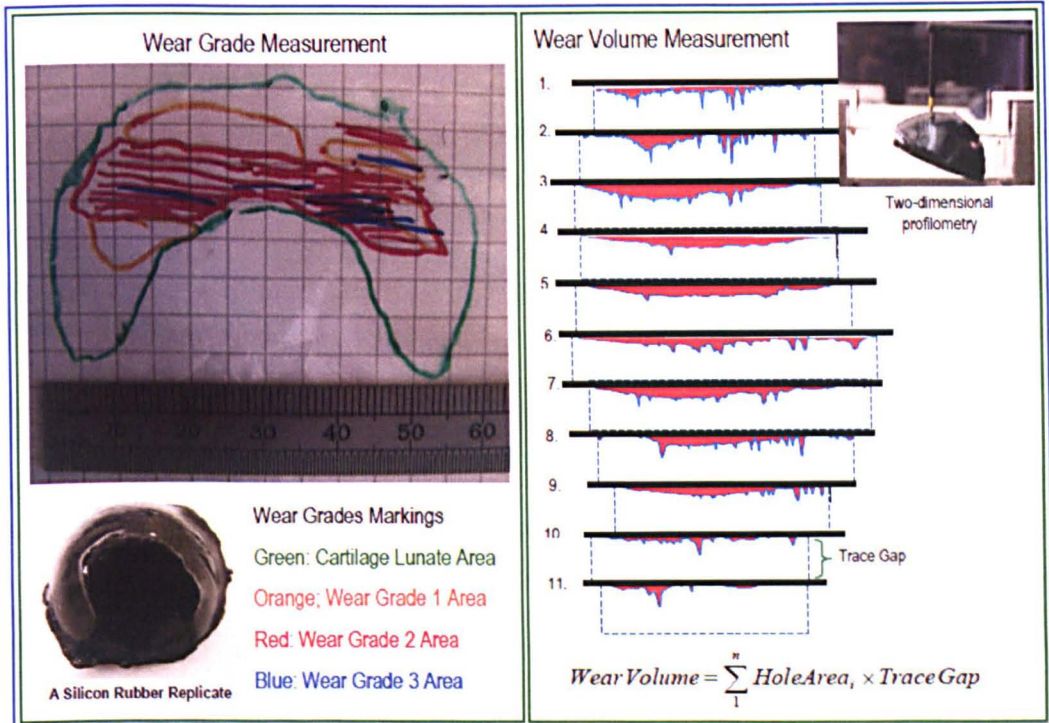 Wear Grade Measurement
10 20 30 40 50 60
A Silicon Rubber Replicate
Wear Grades Markings
Green: Cartilage Lunate Area
Orange; Wear Grade 1 Area
Red: Wear Grade 2 Area
Blue: Wear Grade 3 Area
Wear Volume Measurement
1.
2.
3
4
5
6.
7.
8.
9.
10.
11.
Two-dimensional
profilometry
Trace Gap
Wear Volume = ∑ n 1 HoleArea i × Trace Gap